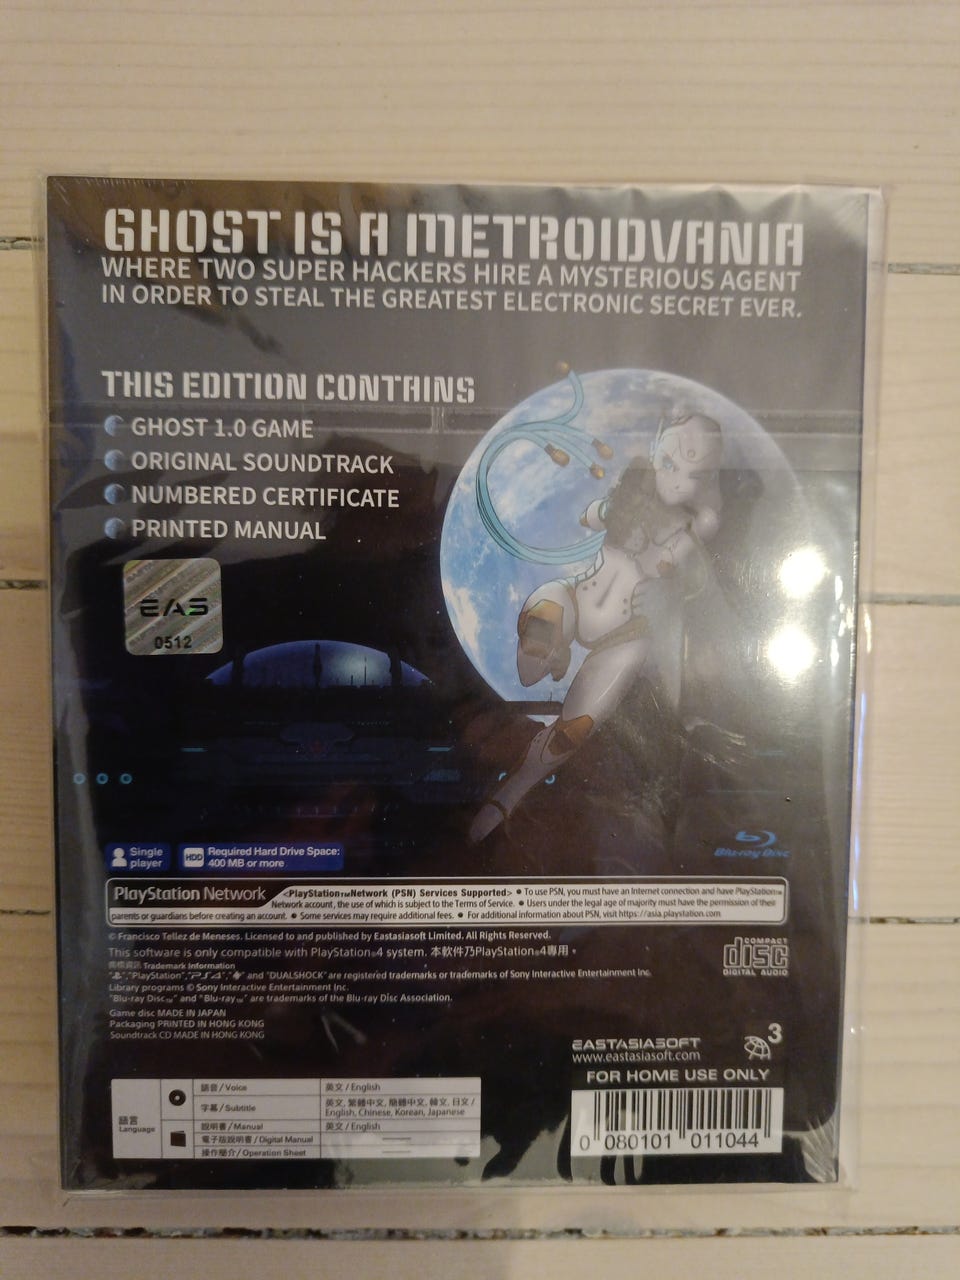 GHOST IS A METROIDVANIA
WHERE TWO SUPER HACKERS HIRE A MYSTERIOUS AGENT
IN ORDER TO STEAL THE GREATEST ELECTRONIC SECRET EVER.
THIS EDITION CONTAINS
GHOST 1.0 GAME
ORIGINAL SOUNDTRACK
NUMBERED CERTIFICATE
PRINTED MANUAL
EAS
0512
Blu-ray Disc
Single
player
HDD
Required Hard Drive Space:
400 MB or more
PlayStation Network
<PlayStation™Network (PSN) Services Supported> • To use PSN, you must have an Internet connection and have PlayStation™
Network account, the use of which is subject to the Terms of Service. • Users under the legal age of majority must have the permission of their
parents or guardians before creating an account. • Some services may require additional fees. • For additional information about PSN, visit https://asia.playstation.com
© Francisco Tellez de Meneses. Licensed to and published by Eastasiasoft Limited. All Rights Reserved.
This software is only compatible with PlayStation®4 system. 本軟件乃PlayStation®4專用。
商標資訊 Trademark Information
"PlayStation", "PS4", and "DUALSHOCK" are registered trademarks or trademarks of Sony Interactive Entertainment Inc.
Library programs © Sony Interactive Entertainment Inc.
"Blu-ray Disc™" and "Blu-ray™" are trademarks of the Blu-ray Disc Association.
COMPACT
disc
DIGITAL AUDIO
Game disc MADE IN JAPAN
Packaging PRINTED IN HONG KONG
Soundtrack CD MADE IN HONG KONG
EASTASIASOFT
www.eastasiasoft.com
3
FOR HOME USE ONLY
語言
Language
語音 / Voice 英文 / English
字幕 / Subtitle 英文, 繁體中文, 簡體中文, 韓文, 日文 /
English, Chinese, Korean, Japanese
說明書 / Manual 英文 / English
電子版說明書 / Digital Manual
操作簡介 / Operation Sheet
0 080101 011044